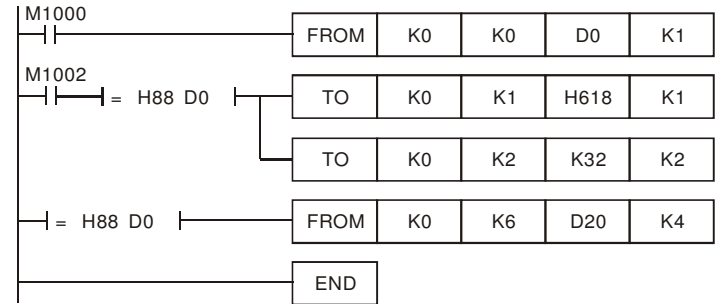 M1000
FROM K0 K0 D0 K1
M1002
= H88 D0 TO K0 K1 H618 K1
TO K0 K2 K32 K2
= H88 D0 FROM K0 K6 D20 K4
END